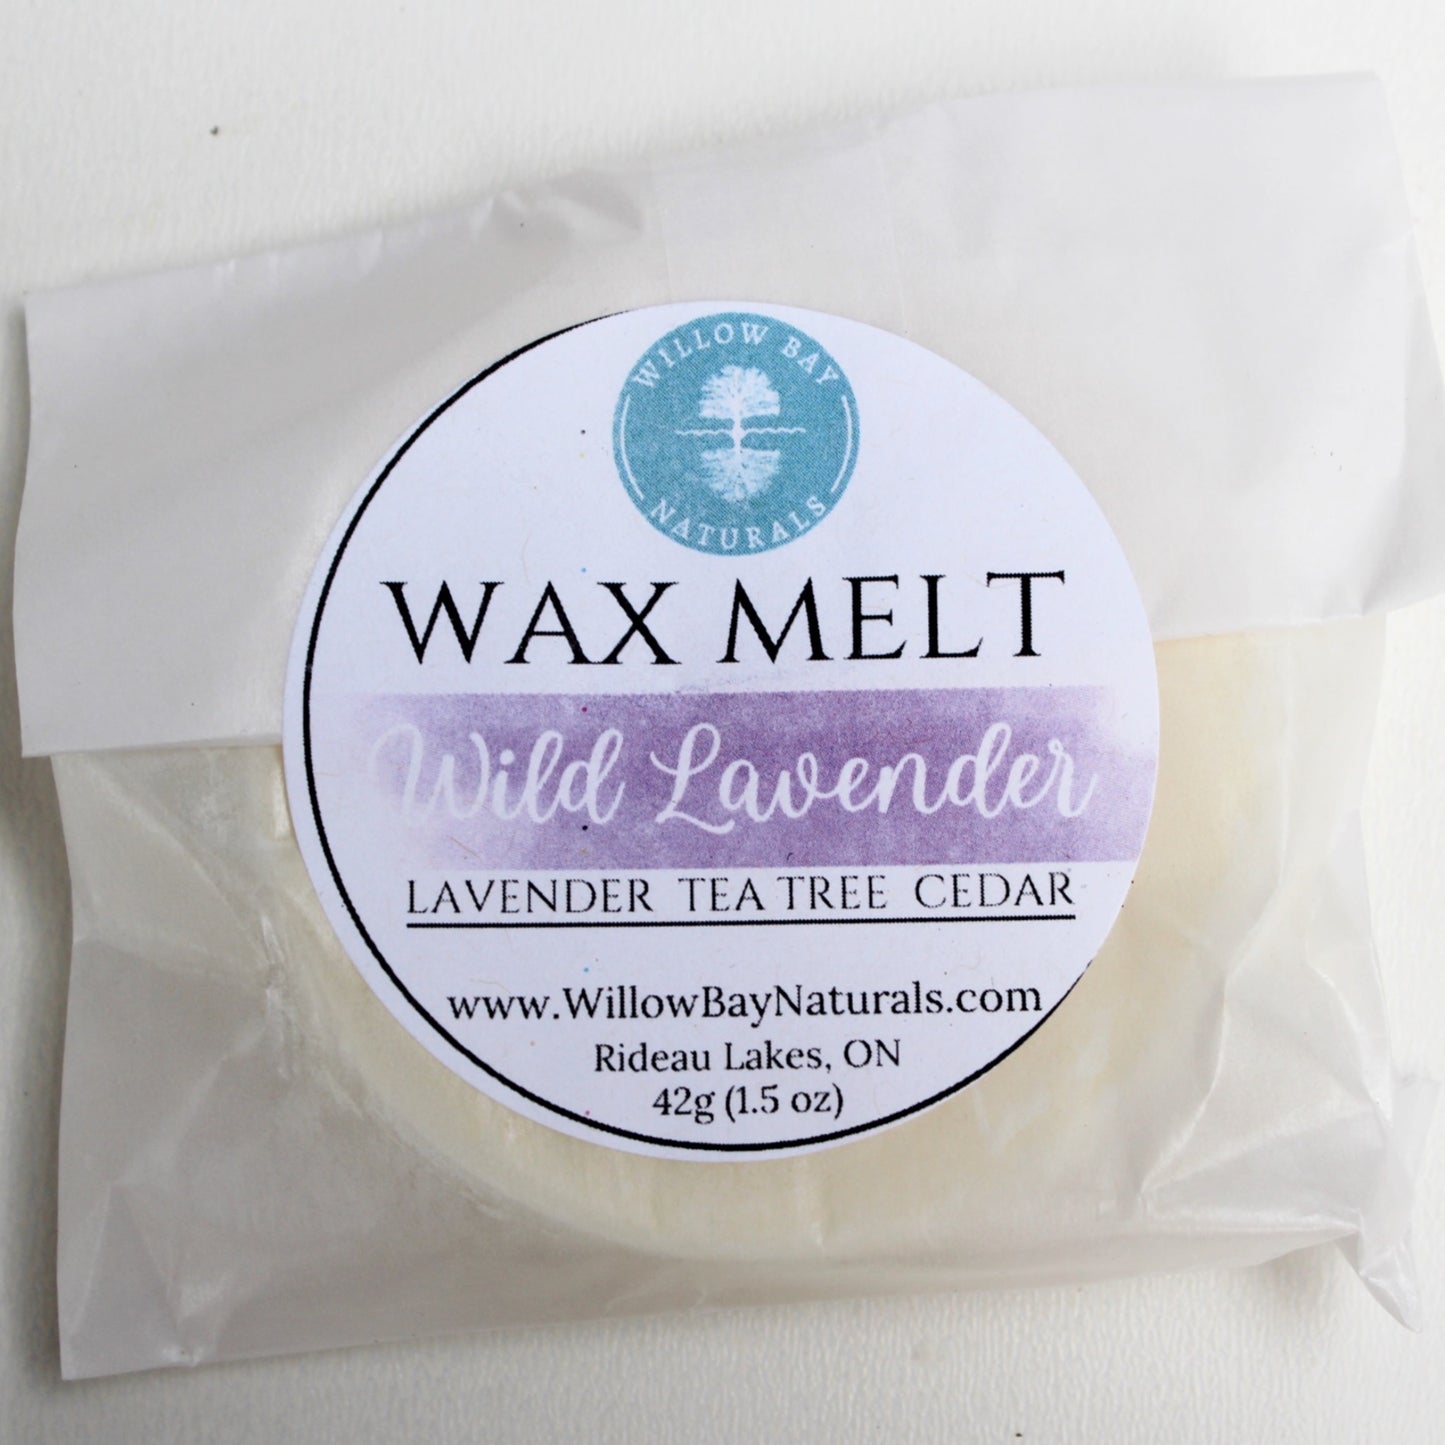 WILLOW BAY
NATURALS
WAX MELT
Wild Lavender
LAVENDER TEA TREE CEDAR
www.WillowBayNaturals.com
Rideau Lakes, ON
42g (1.5 oz)